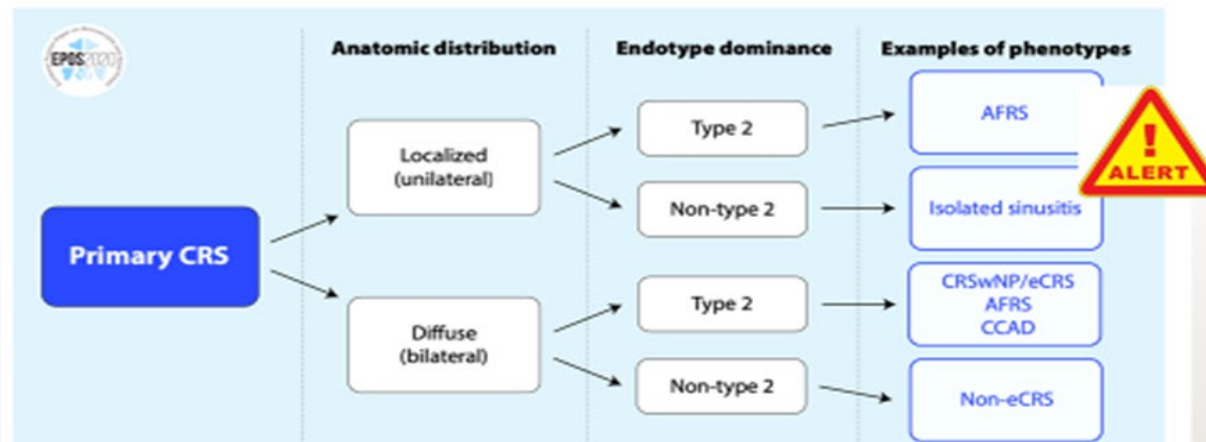 EPOS2020
Anatomic distribution
Endotype dominance
Examples of phenotypes
Primary CRS
Localized
(unilateral)
Diffuse
(bilateral)
Type 2
Non-type 2
Type 2
Non-type 2
AFRS
Isolated sinusitis
CRSwNP/eCRS
AFRS
CCAD
Non-eCRS
!
ALERT